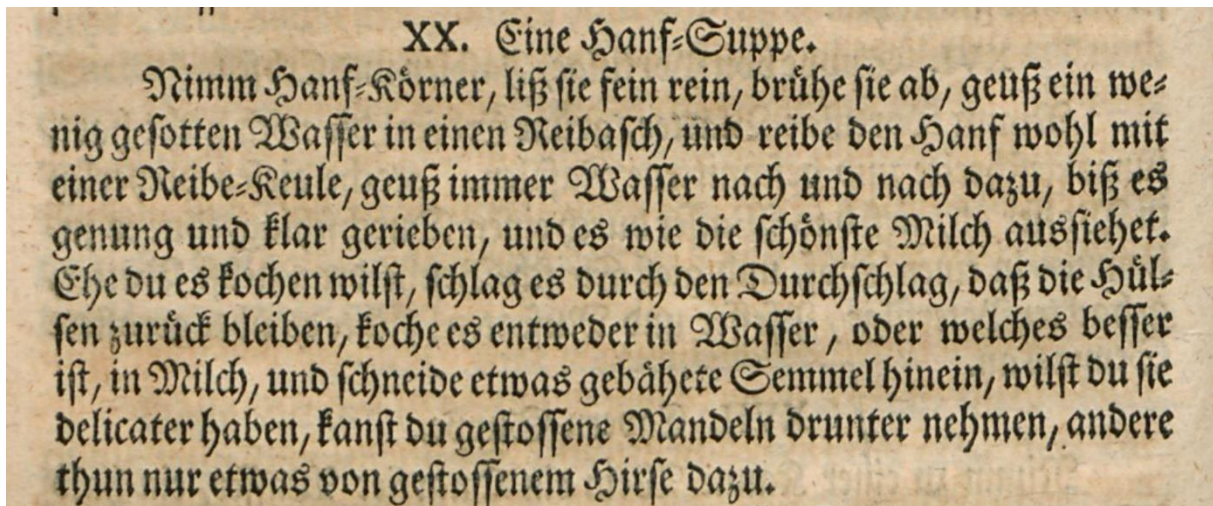 XX. Eine Hanf-Suppe.
Nimm Hanf-Körner, liß sie fein rein, brühe sie ab, geuß ein we-
nig gesotten Wasser in einen Reibasch, und reibe den Hanf wohl mit
einer Reibe-Keule, geuß immer Wasser nach und nach dazu, biß es
genung und klar gerieben, und es wie die schönste Milch aussiehet.
Ehe du es kochen wilst, schlag es durch den Durchschlag, daß die Hül-
sen zurück bleiben, koche es entweder in Wasser, oder welches besser
ist, in Milch, und schneide etwas gebähete Semmel hinein, wilst du sie
delicater haben, kanst du gestossene Mandeln drunter nehmen, andere
thun nur etwas von gestossenem Hirse dazu.